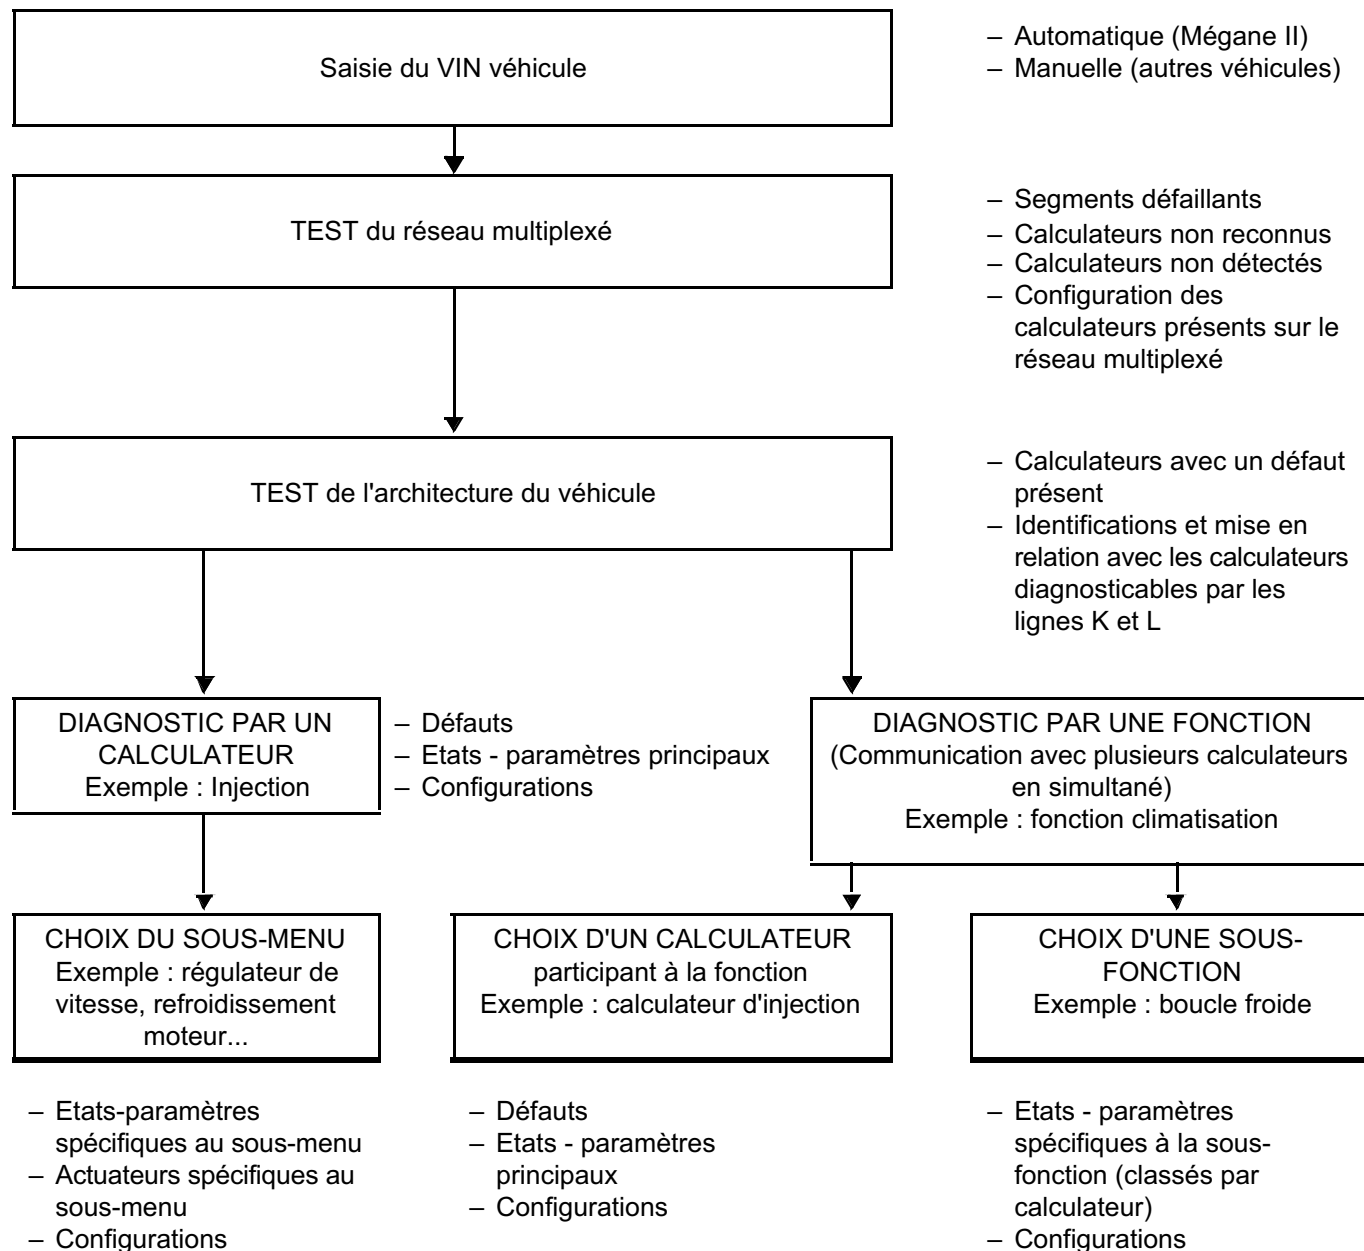 Saisie du VIN véhicule
– Automatique (Mégane II)
– Manuelle (autres véhicules)
TEST du réseau multiplexé
– Segments défaillants
– Calculateurs non reconnus
– Calculateurs non détectés
– Configuration des
calculateurs présents sur le
réseau multiplexé
TEST de l'architecture du véhicule
– Calculateurs avec un défaut
présent
– Identifications et mise en
relation avec les calculateurs
diagnosticables par les
lignes K et L
DIAGNOSTIC PAR UN
CALCULATEUR
Exemple : Injection
– Défauts
– Etats - paramètres principaux
– Configurations
DIAGNOSTIC PAR UNE FONCTION
(Communication avec plusieurs calculateurs
en simultané)
Exemple : fonction climatisation
CHOIX DU SOUS-MENU
Exemple : régulateur de
vitesse, refroidissement
moteur...
CHOIX D'UN CALCULATEUR
participant à la fonction
Exemple : calculateur d'injection
CHOIX D'UNE SOUS-
FONCTION
Exemple : boucle froide
– Etats-paramètres
spécifiques au sous-menu
– Actuateurs spécifiques au
sous-menu
– Configurations
– Défauts
– Etats - paramètres
principaux
– Configurations
– Etats - paramètres
spécifiques à la sous-
fonction (classés par
calculateur)
– Configurations